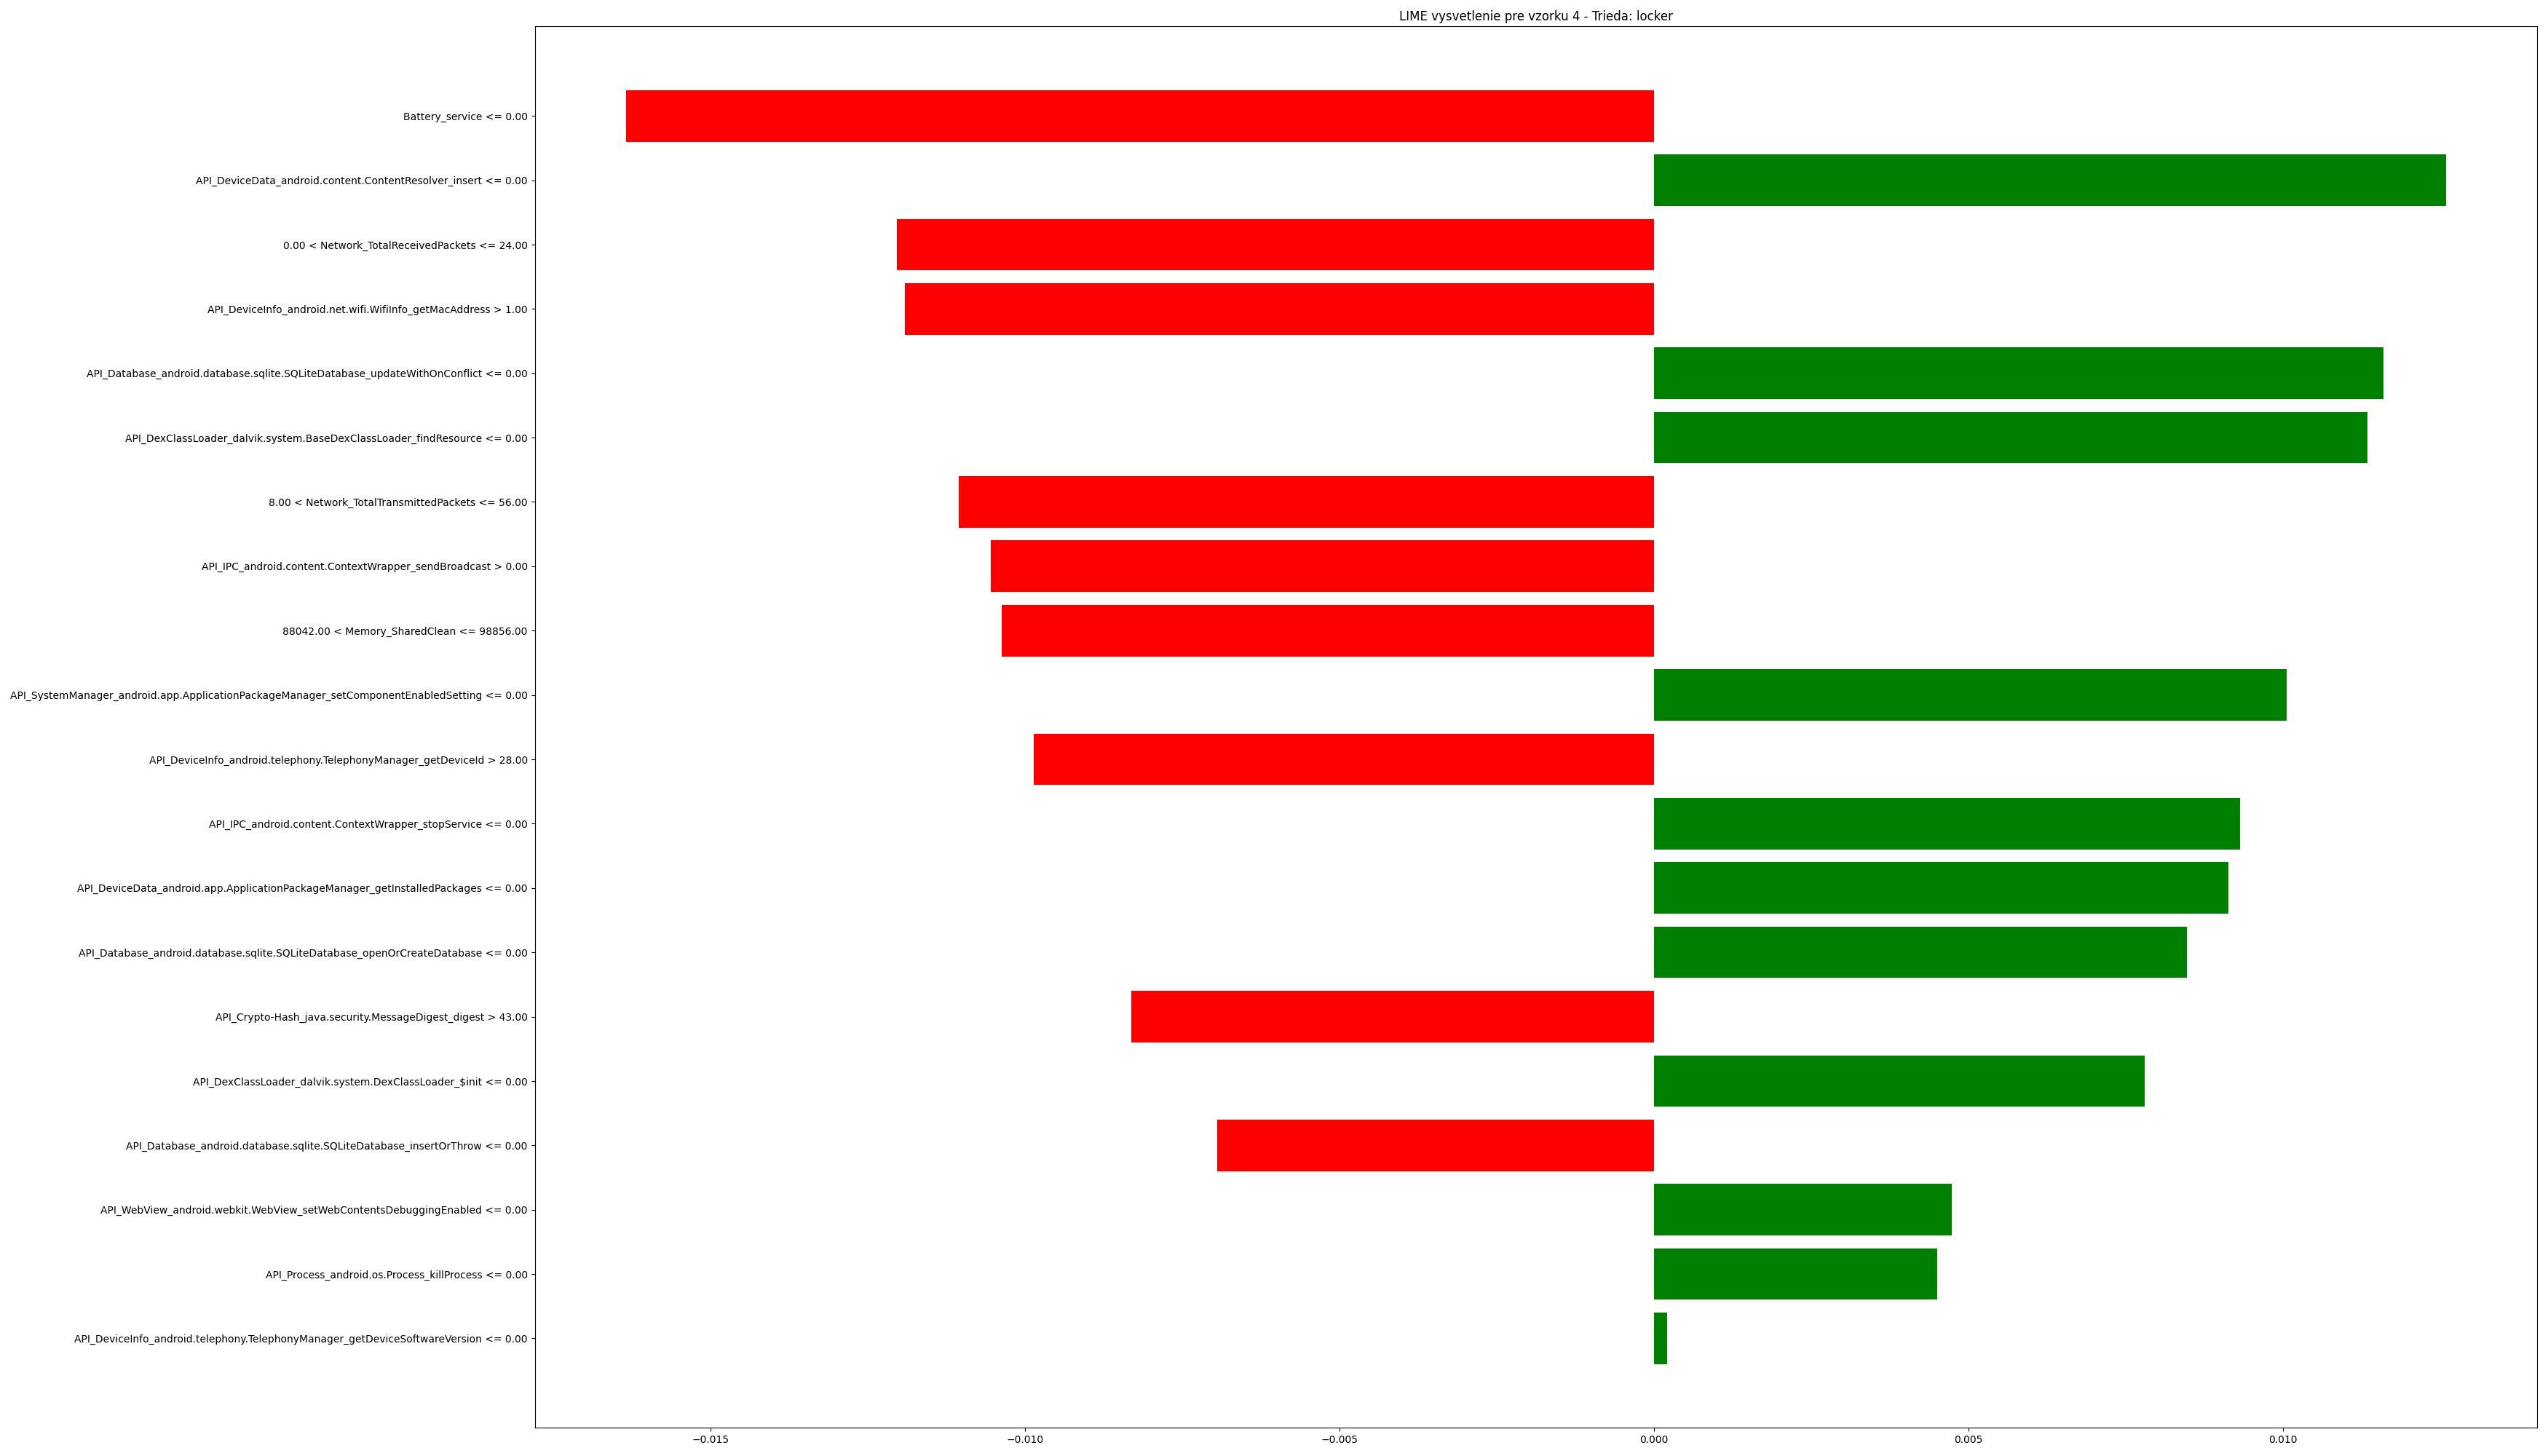 LIME vysvetlenie pre vzorku 4 - Trieda: locker
Battery_service <= 0.00
API_DeviceData_android.content.ContentResolver_insert <= 0.00
0.00 < Network_TotalReceivedPackets <= 24.00
API_DeviceInfo_android.net.wifi.WifiInfo_getMacAddress > 1.00
API_Database_android.database.sqlite.SQLiteDatabase_updateWithOnConflict <= 0.00
API_DexClassLoader_dalvik.system.BaseDexClassLoader_findResource <= 0.00
8.00 < Network_TotalTransmittedPackets <= 56.00
API_IPC_android.content.ContextWrapper_sendBroadcast > 0.00
88042.00 < Memory_SharedClean <= 98856.00
API_SystemManager_android.app.ApplicationPackageManager_setComponentEnabledSetting <= 0.00
API_DeviceInfo_android.telephony.TelephonyManager_getDeviceId > 28.00
API_IPC_android.content.ContextWrapper_stopService <= 0.00
API_DeviceData_android.app.ApplicationPackageManager_getInstalledPackages <= 0.00
API_Database_android.database.sqlite.SQLiteDatabase_openOrCreateDatabase <= 0.00
API_Crypto-Hash_java.security.MessageDigest_digest > 43.00
API_DexClassLoader_dalvik.system.DexClassLoader_$init <= 0.00
API_Database_android.database.sqlite.SQLiteDatabase_insertOrThrow <= 0.00
API_WebView_android.webkit.WebView_setWebContentsDebuggingEnabled <= 0.00
API_Process_android.os.Process_killProcess <= 0.00
API_DeviceInfo_android.telephony.TelephonyManager_getDeviceSoftwareVersion <= 0.00
−0.015 −0.010 −0.005 0.000 0.005 0.010